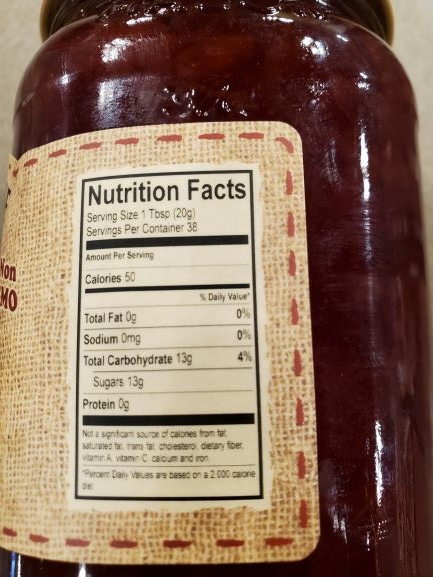 Non
GMO
Nutrition Facts
Serving Size 1 Tbsp (20g)
Servings Per Container 38
Amount Per Serving
Calories 50
% Daily Value*
Total Fat 0g 0%
Sodium 0mg 0%
Total Carbohydrate 13g 4%
Sugars 13g
Protein 0g
Not a significant source of calories from fat,
saturated fat, trans fat, cholesterol, dietary fiber,
vitamin A, vitamin C, calcium and iron.
*Percent Daily Values are based on a 2,000 calorie
diet.